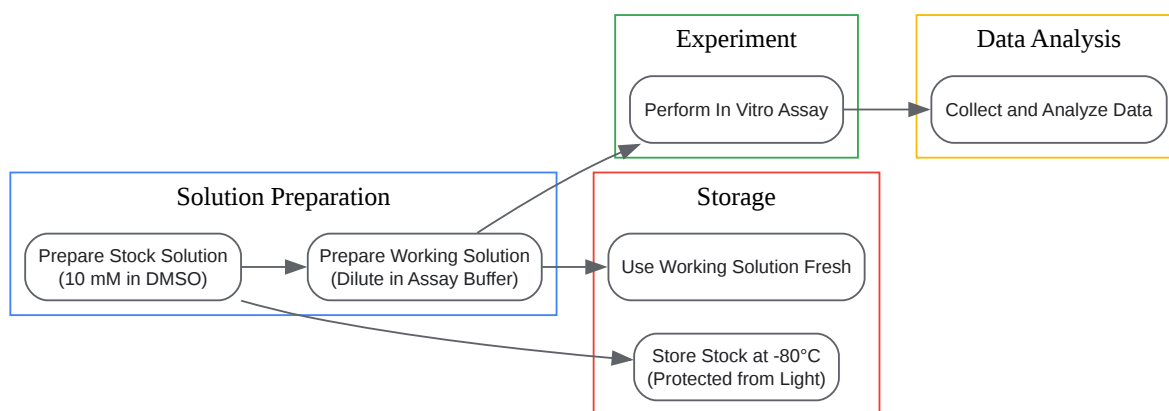 Experiment
Perform In Vitro Assay
Data Analysis
Collect and Analyze Data
Solution Preparation
Prepare Stock Solution
(10 mM in DMSO)
Prepare Working Solution
(Dilute in Assay Buffer)
Storage
Use Working Solution Fresh
Store Stock at -80°C
(Protected from Light)